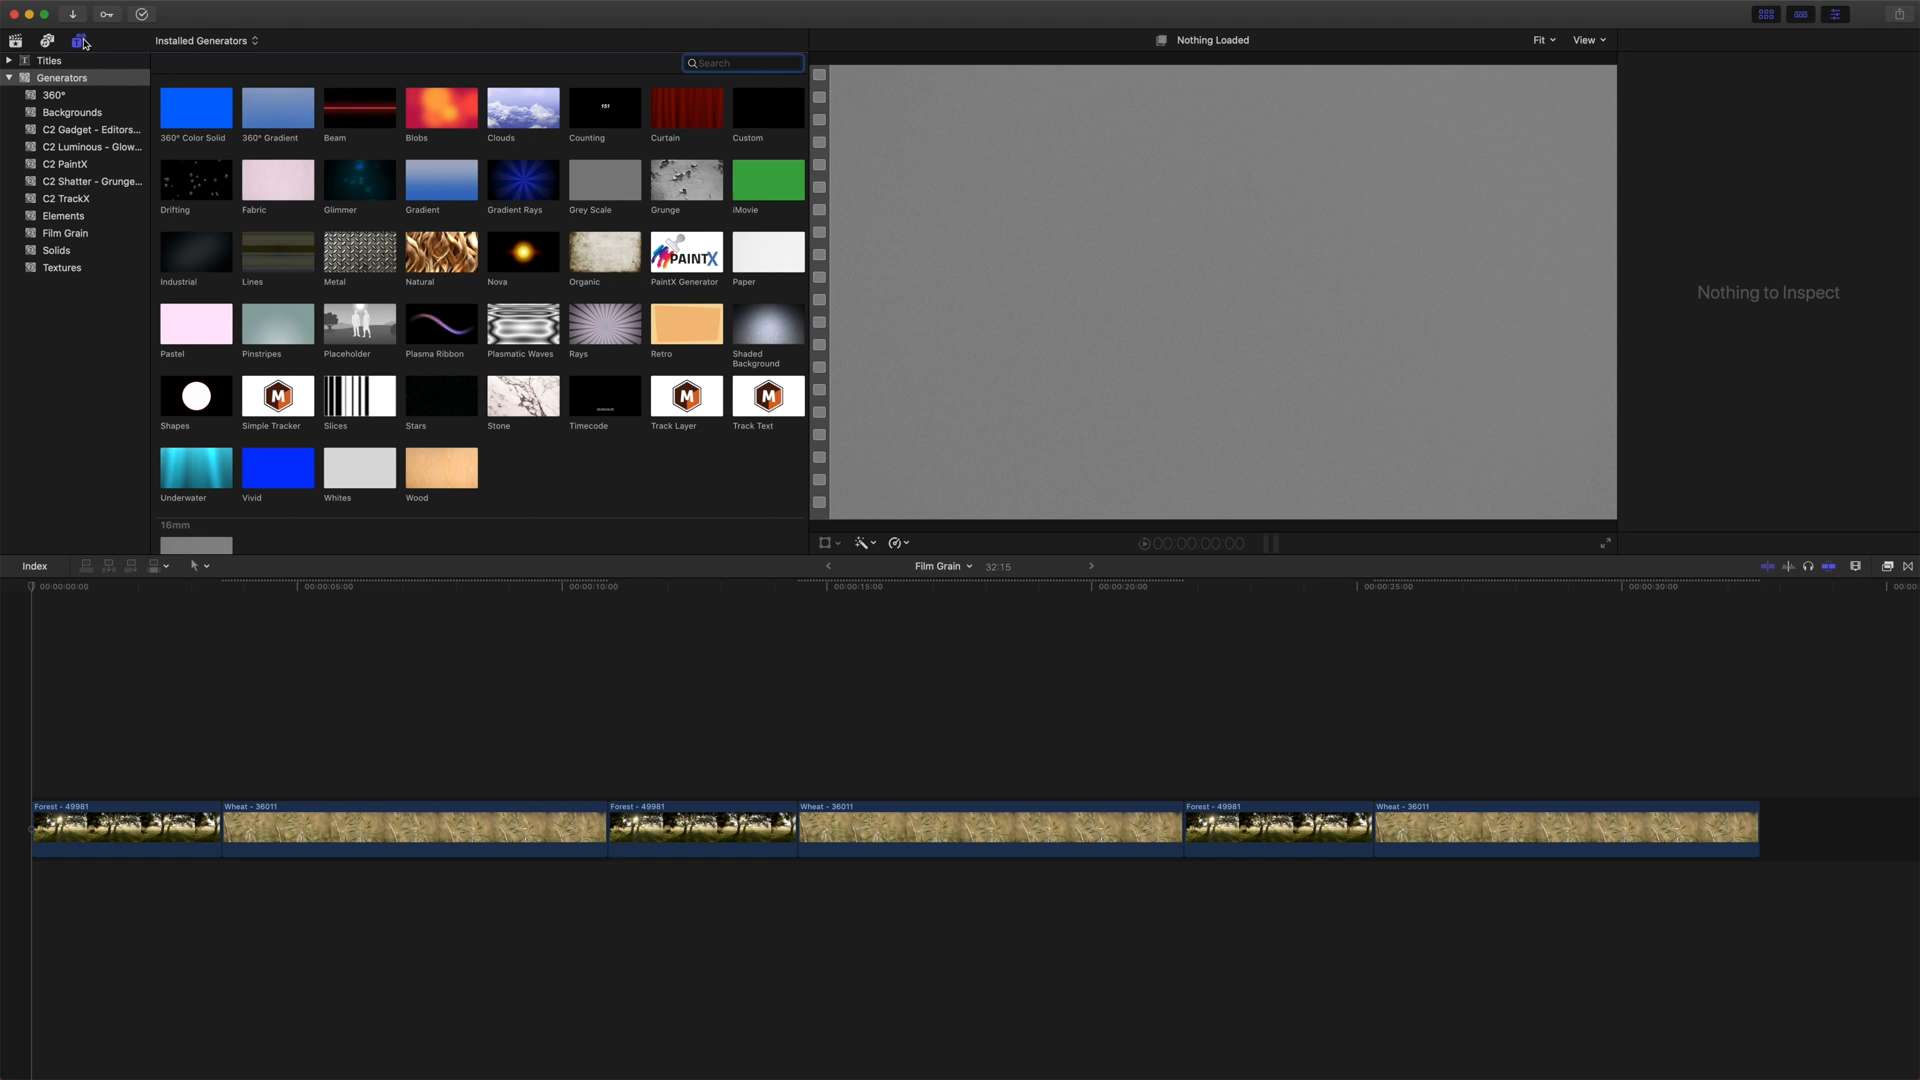 Installed Generators
Nothing Loaded
Fit
View
Titles
Generators
Search
360°
Backgrounds
C2 Gadget - Editors...
C2 Luminous - Glow...
C2 PaintX
C2 Shatter - Grunge...
C2 TrackX
Elements
Film Grain
Solids
Textures
151
360° Color Solid
360° Gradient
Beam
Blobs
Clouds
Counting
Curtain
Custom
Drifting
Fabric
Glimmer
Gradient
Gradient Rays
Grey Scale
Grunge
iMovie
PAINTX
Industrial
Lines
Metal
Natural
Nova
Organic
PaintX Generator
Paper
Pastel
Pinstripes
Placeholder
Plasma Ribbon
Plasmatic Waves
Rays
Retro
Shaded Background
M
M
M
Shapes
Simple Tracker
Slices
Stars
Stone
Timecode
Track Layer
Track Text
Underwater
Vivid
Whites
Wood
16mm
Nothing to Inspect
00:00:00:00
Index
Film Grain
32:15
00:00:00:00
00:00:05:00
00:00:10:00
00:00:15:00
00:00:20:00
00:00:25:00
00:00:30:00
00:00:
Forest - 49981
Wheat - 36011
Forest - 49981
Wheat - 36011
Forest - 49981
Wheat - 36011